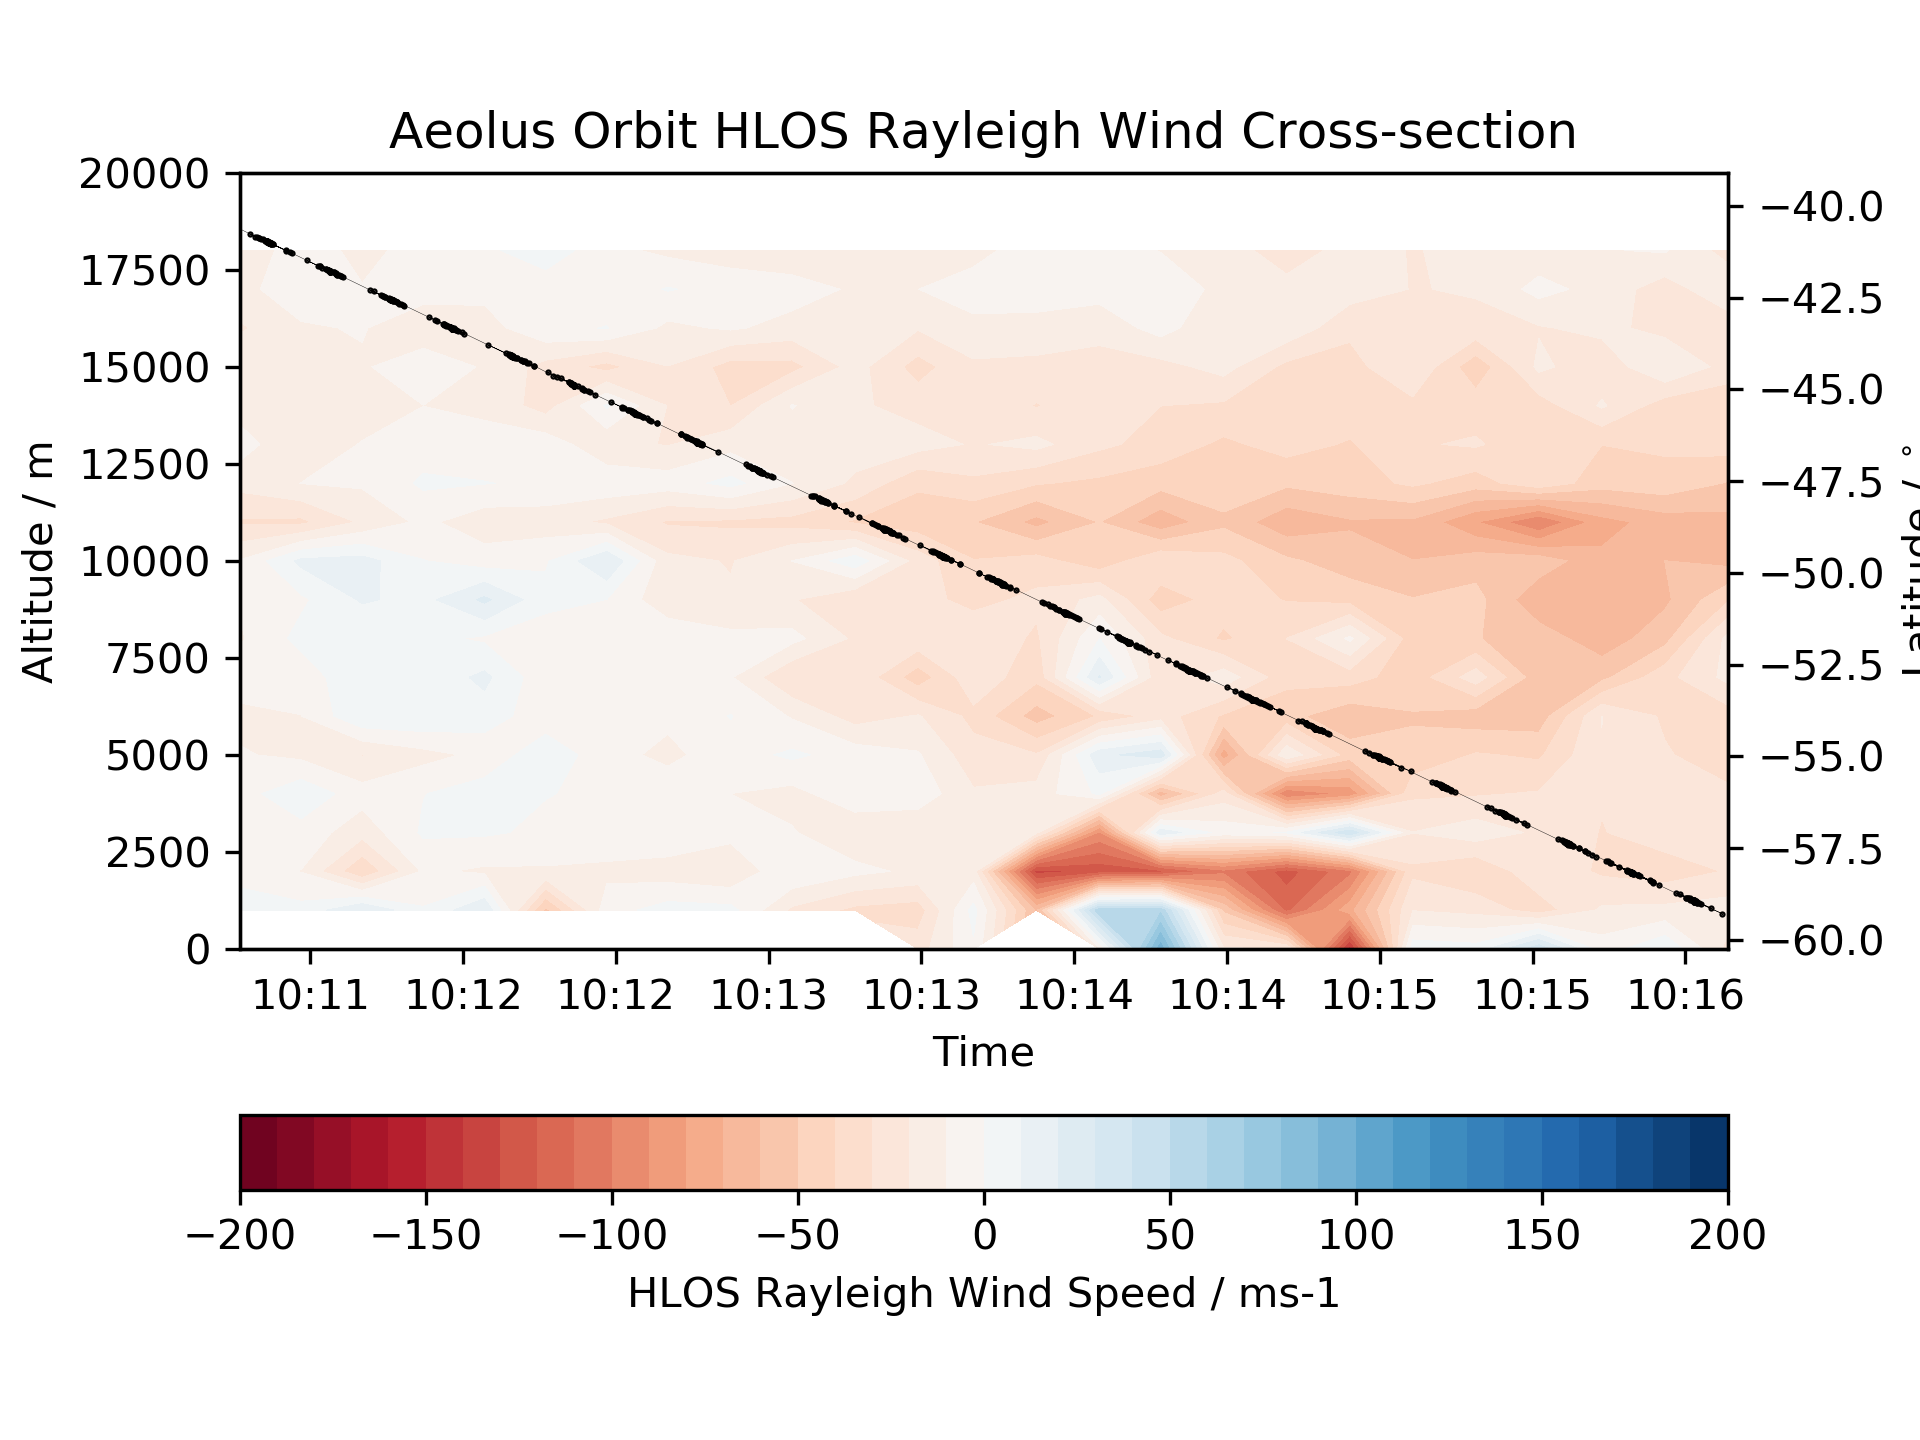 Aeolus Orbit HLOS Rayleigh Wind Cross-section
20000
17500
15000
12500
10000
7500
5000
2500
0
Altitude / m
−40.0
−42.5
−45.0
−47.5
−50.0
−52.5
−55.0
−57.5
−60.0
Latitude / °
10:11 10:12 10:12 10:13 10:13 10:14 10:14 10:15 10:15 10:16
Time
−200 −150 −100 −50 0 50 100 150 200
HLOS Rayleigh Wind Speed / ms-1